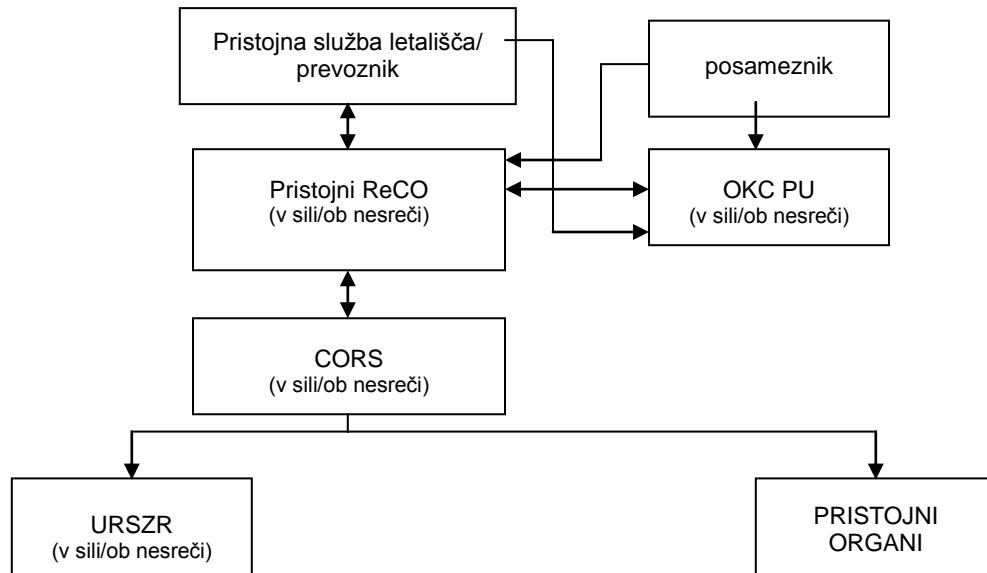 Pristojna služba letališča/
prevoznik
posameznik
Pristojni ReCO
(v sili/ob nesreči)
OKC PU
(v sili/ob nesreči)
CORS
(v sili/ob nesreči)
URSZR
(v sili/ob nesreči)
PRISTOJNI
ORGANI